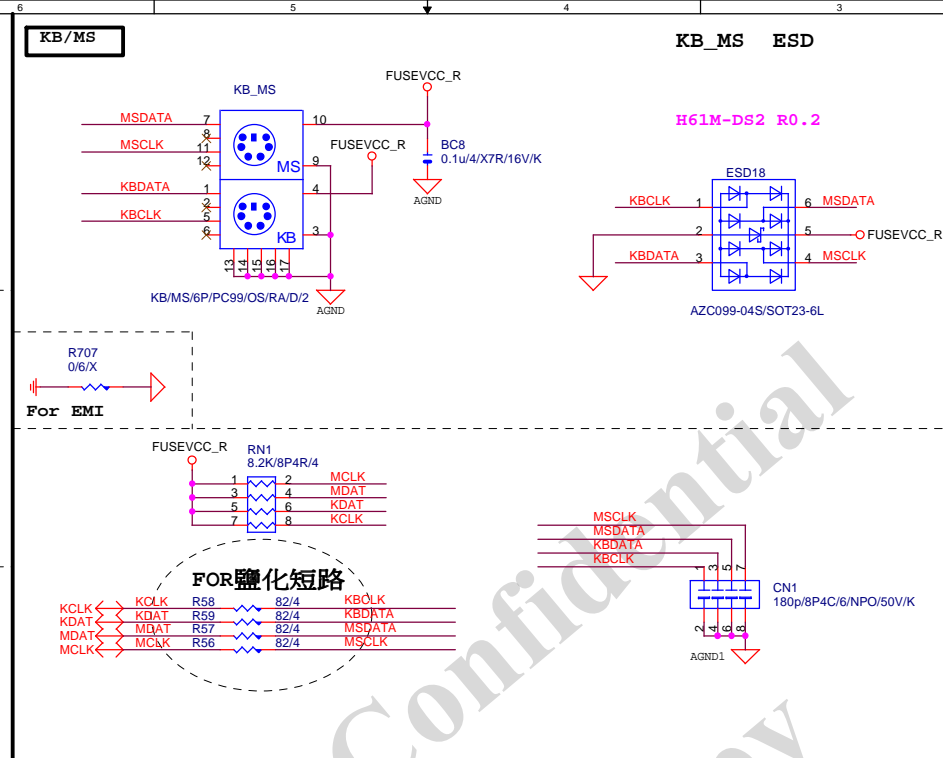 6 5 4 3
KB/MS
KB_MS ESD
H61M-DS2 R0.2
KB_MS
FUSEVCC_R
MSDATA 7 10
8
MSCLK 11
12
MS 9
FUSEVCC_R
BC8
0.1u/4/X7R/16V/K
AGND
KBDATA 1 4
2
KBCLK 5
6
KB 3
13 14 15 16 17
KB/MS/6P/PC99/OS/RA/D/2
AGND
ESD18
KBCLK 1 6 MSDATA
2 5 FUSEVCC_R
KBDATA 3 4 MSCLK
AZC099-04S/SOT23-6L
R707
0/6/X
For EMI
FUSEVCC_R
RN1
8.2K/8P4R/4
1 2 MCLK
3 4 MDAT
5 6 KDAT
7 8 KCLK
FOR鹽化短路
KCLK KCLK R58 82/4 KBCLK
KDAT KDAT R59 82/4 KBDATA
MDAT MDAT R57 82/4 MSDATA
MCLK MCLK R56 82/4 MSCLK
MSCLK
MSDATA
KBDATA
KBCLK
1 3 5 7
CN1
180p/8P4C/6/NPO/50V/K
2 4 6 8
AGND1
Confidential